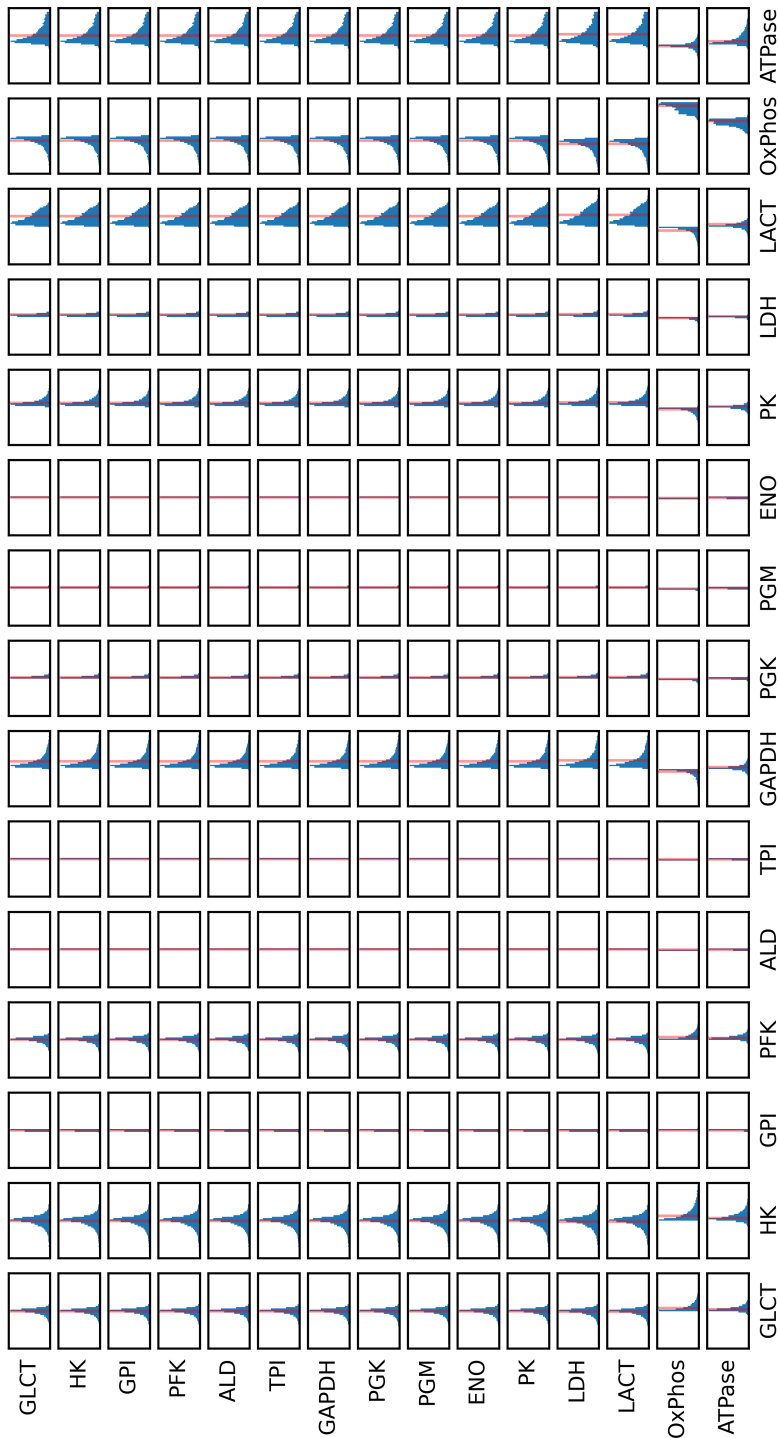 ATPase
OxPhos
LACT
LDH
PK
ENO
PGM
PGK
GAPDH
TPI
ALD
PFK
GPI
HK
GLCT
GLCT
HK
GPI
PFK
ALD
TPI
GAPDH
PGK
PGM
ENO
PK
LDH
LACT
OxPhos
ATPase